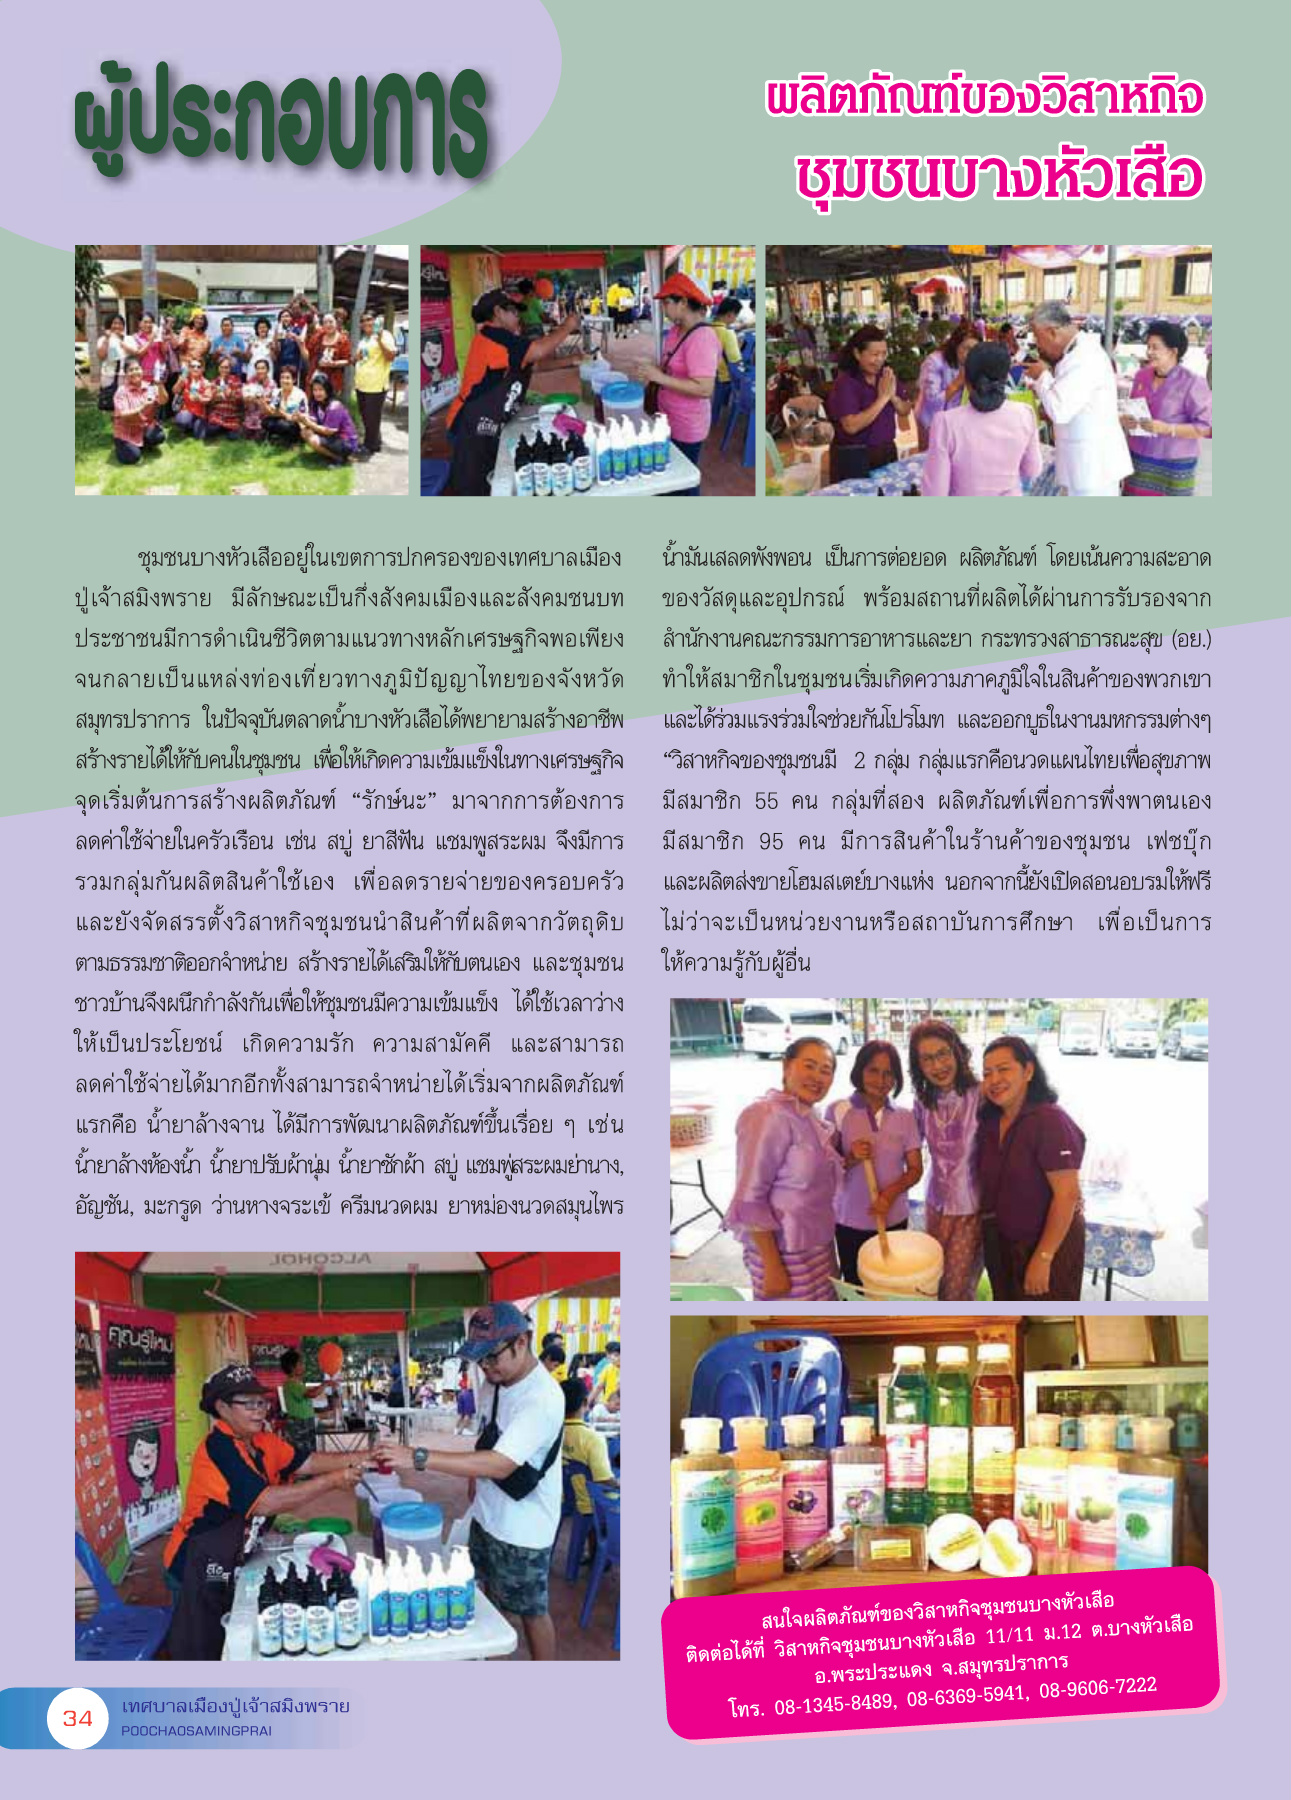 ผู้ประกอบการ
ผลิตภัณฑ์ของวิสาหกิจ
ชุมชนบางหัวเสือ
ชุมชนบางหัวเสืออยู่ในเขตการปกครองของเทศบาลเมือง
ปู่เจ้าสมิงพราย มีลักษณะเป็นกึ่งสังคมเมืองและสังคมชนบท
ประชาชนมีการดำเนินชีวิตตามแนวทางหลักเศรษฐกิจพอเพียง
จนกลายเป็นแหล่งท่องเที่ยวทางภูมิปัญญาไทยของจังหวัด
สมุทรปราการ ในปัจจุบันตลาดน้ำบางหัวเสือได้พยายามสร้างอาชีพ
สร้างรายได้ให้กับคนในชุมชน เพื่อให้เกิดความเข้มแข็งในทางเศรษฐกิจ
จุดเริ่มต้นการสร้างผลิตภัณฑ์ “รักษ์นะ” มาจากการต้องการ
ลดค่าใช้จ่ายในครัวเรือน เช่น สบู่ ยาสีฟัน แชมพูสระผม จึงมีการ
รวมกลุ่มกันผลิตสินค้าใช้เอง เพื่อลดรายจ่ายของครอบครัว
และยังจัดสรรตั้งวิสาหกิจชุมชนนำสินค้าที่ผลิตจากวัตถุดิบ
ตามธรรมชาติออกจำหน่าย สร้างรายได้เสริมให้กับตนเอง และชุมชน
ชาวบ้านจึงผนึกกำลังกันเพื่อให้ชุมชนมีความเข้มแข็ง ได้ใช้เวลาว่าง
ให้เป็นประโยชน์ เกิดความรัก ความสามัคคี และสามารถ
ลดค่าใช้จ่ายได้มากอีกทั้งสามารถจำหน่ายได้เริ่มจากผลิตภัณฑ์
แรกคือ น้ำยาล้างจาน ได้มีการพัฒนาผลิตภัณฑ์ขึ้นเรื่อย ๆ เช่น
น้ำยาล้างห้องน้ำ น้ำยาปรับผ้านุ่ม น้ำยาซักผ้า สบู่ แชมพู่สระผมย่านาง,
อัญชัน, มะกรูด ว่านหางจระเข้ ครีมนวดผม ยาหม่องนวดสมุนไพร
น้ำมันเสลดพังพอน เป็นการต่อยอด ผลิตภัณฑ์ โดยเน้นความสะอาด
ของวัสดุและอุปกรณ์ พร้อมสถานที่ผลิตได้ผ่านการรับรองจาก
สำนักงานคณะกรรมการอาหารและยา กระทรวงสาธารณะสุข (อย.)
ทำให้สมาชิกในชุมชนเริ่มเกิดความภาคภูมิใจในสินค้าของพวกเขา
และได้ร่วมแรงร่วมใจช่วยกันโปรโมท และออกบูธในงานมหกรรมต่างๆ
“วิสาหกิจของชุมชนมี 2 กลุ่ม กลุ่มแรกคือนวดแผนไทยเพื่อสุขภาพ
มีสมาชิก 55 คน กลุ่มที่สอง ผลิตภัณฑ์เพื่อการพึ่งพาตนเอง
มีสมาชิก 95 คน มีการสินค้าในร้านค้าของชุมชน เฟชบุ๊ก
และผลิตส่งขายโฮมสเตย์บางแห่ง นอกจากนี้ยังเปิดสอนอบรมให้ฟรี
ไม่ว่าจะเป็นหน่วยงานหรือสถาบันการศึกษา เพื่อเป็นการ
ให้ความรู้กับผู้อื่น
คุณรู้ไหม
สนใจผลิตภัณฑ์ของวิสาหกิจชุมชนบางหัวเสือ
ติดต่อได้ที่ วิสาหกิจชุมชนบางหัวเสือ 11/11 ม.12 ต.บางหัวเสือ
อ.พระประแดง จ.สมุทรปราการ
โทร. 08-1345-8489, 08-6369-5941, 08-9606-7222
34
เทศบาลเมืองปู่เจ้าสมิงพราย
POOCHAOSAMINGPRAI